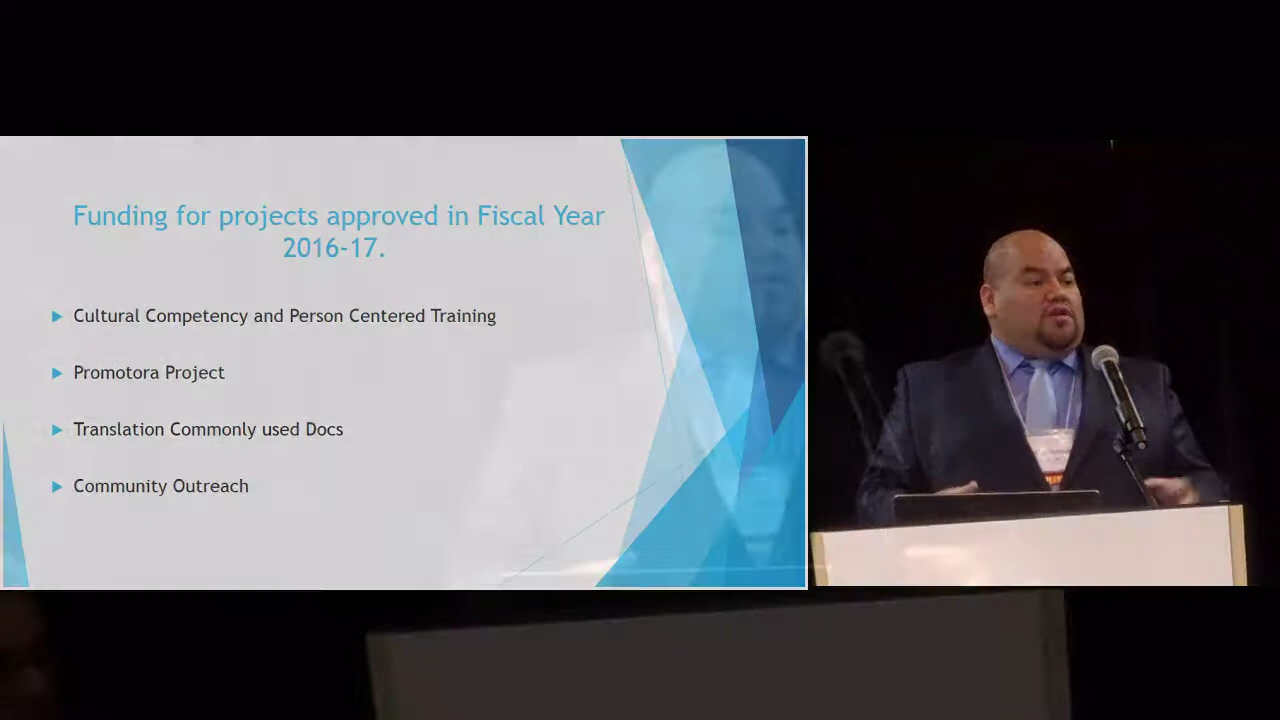 Funding for projects approved in Fiscal Year
2016-17.
Cultural Competency and Person Centered Training
Promotora Project
Translation Commonly used Docs
Community Outreach